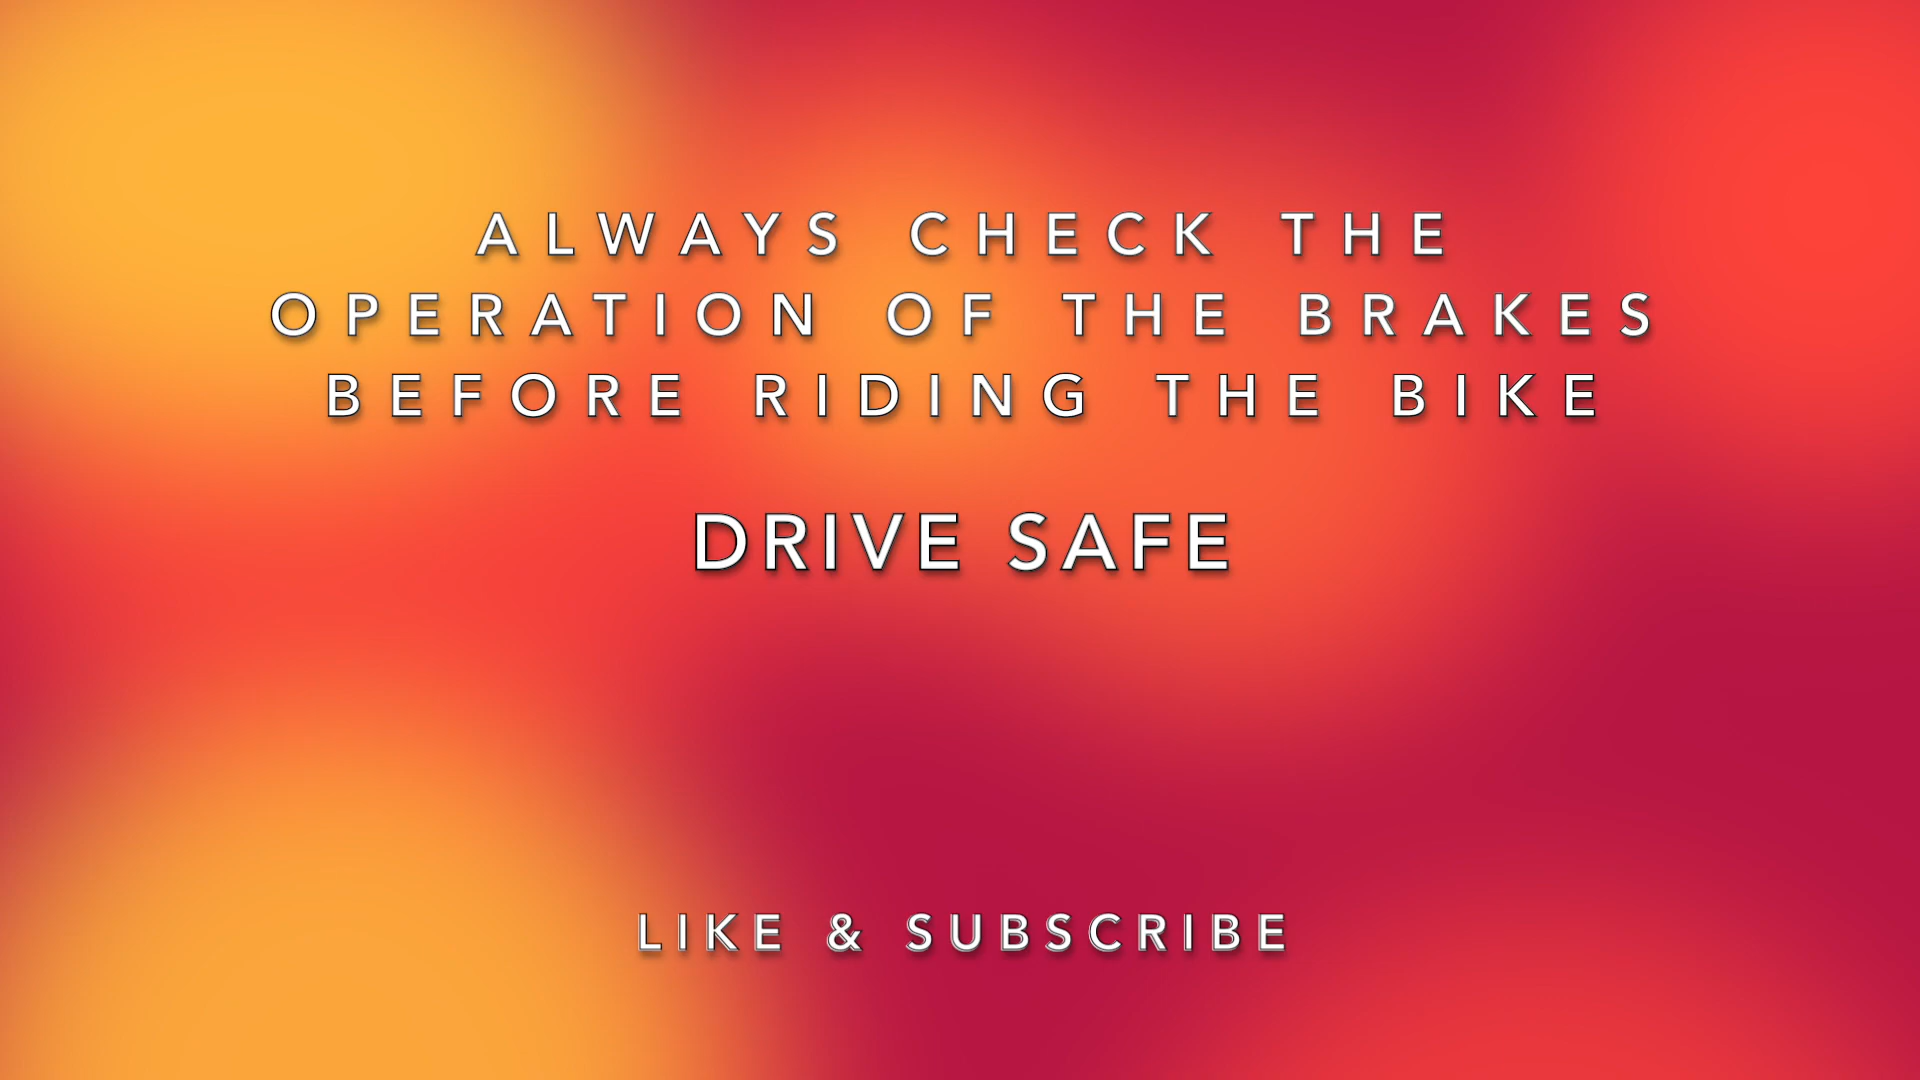 ALWAYS CHECK THE
OPERATION OF THE BRAKES
BEFORE RIDING THE BIKE
DRIVE SAFE
LIKE & SUBSCRIBE